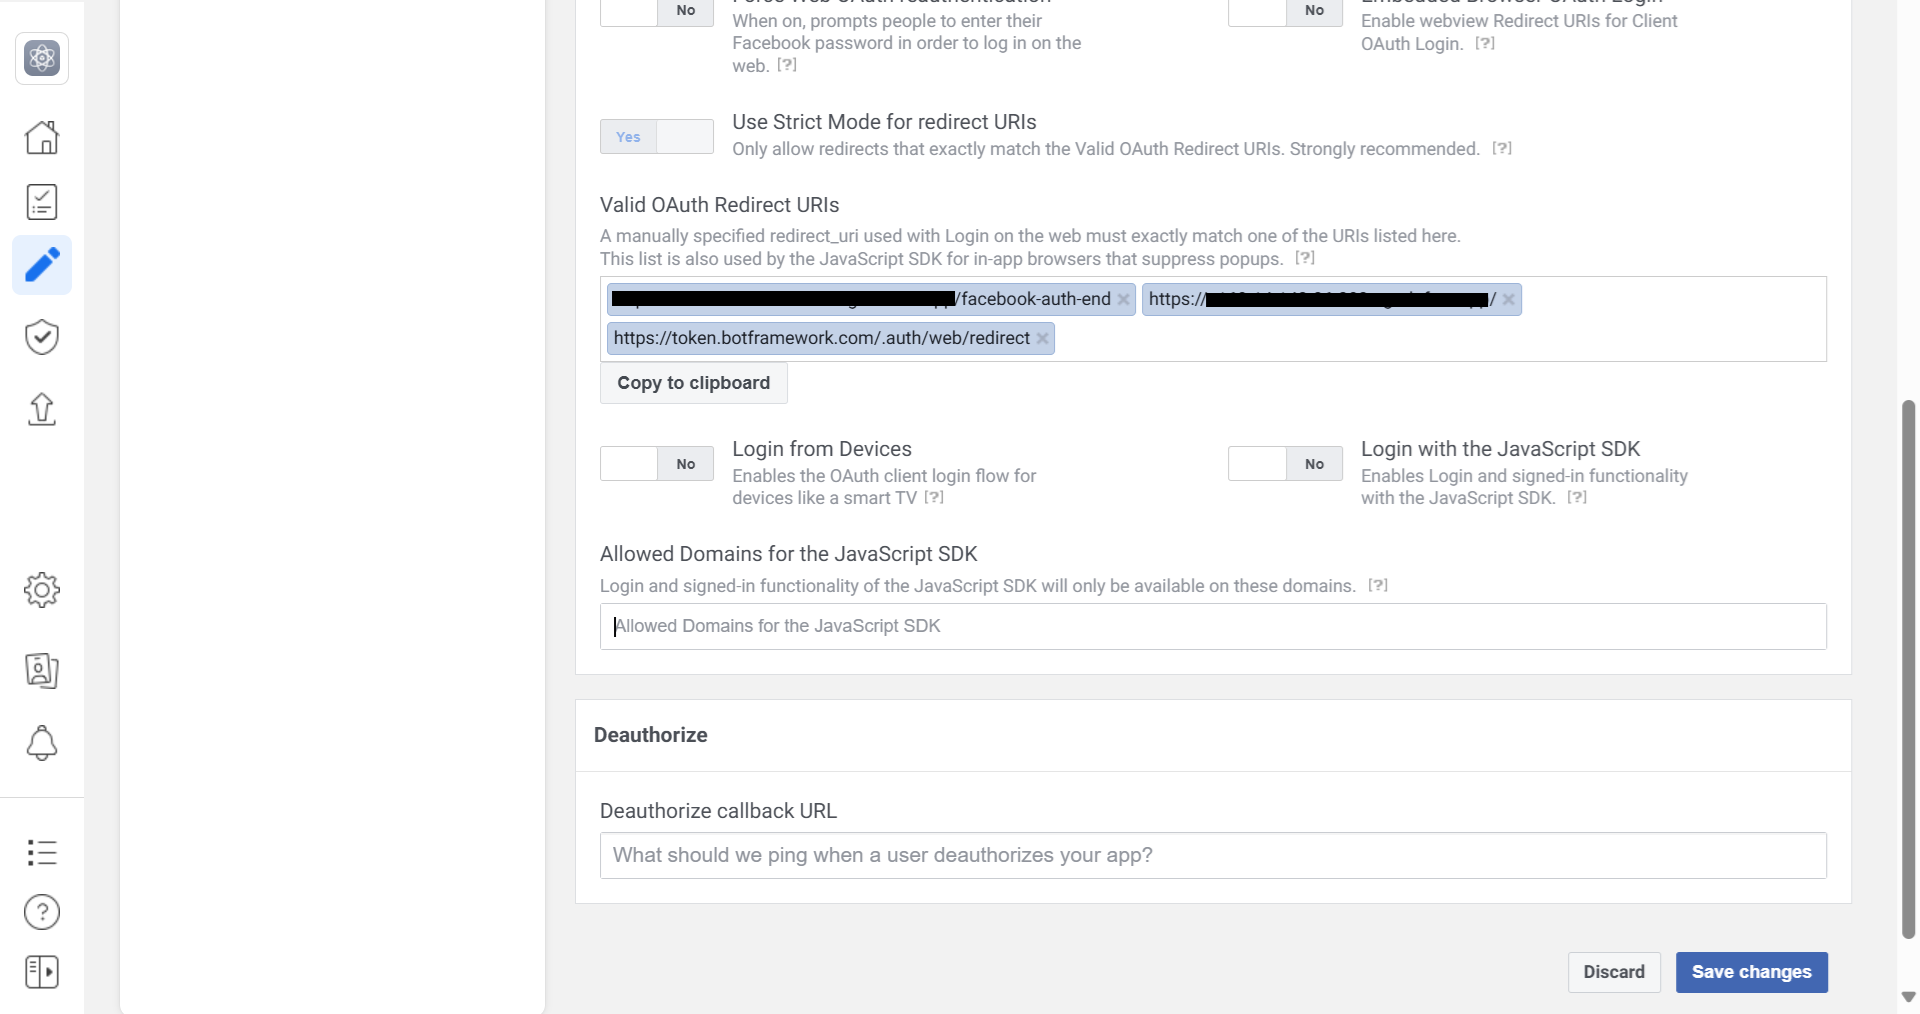 No
No
When on, prompts people to enter their
Facebook password in order to log in on the
web. [?]
Enable webview Redirect URIs for Client
OAuth Login. [?]
Yes
Use Strict Mode for redirect URIs
Only allow redirects that exactly match the Valid OAuth Redirect URIs. Strongly recommended. [?]
Valid OAuth Redirect URIs
A manually specified redirect_uri used with Login on the web must exactly match one of the URIs listed here.
This list is also used by the JavaScript SDK for in-app browsers that suppress popups. [?]
/facebook-auth-end × https:// / ×
https://token.botframework.com/.auth/web/redirect ×
Copy to clipboard
No
Login from Devices
Enables the OAuth client login flow for
devices like a smart TV [?]
No
Login with the JavaScript SDK
Enables Login and signed-in functionality
with the JavaScript SDK. [?]
Allowed Domains for the JavaScript SDK
Login and signed-in functionality of the JavaScript SDK will only be available on these domains. [?]
Allowed Domains for the JavaScript SDK
Deauthorize
Deauthorize callback URL
What should we ping when a user deauthorizes your app?
Discard
Save changes